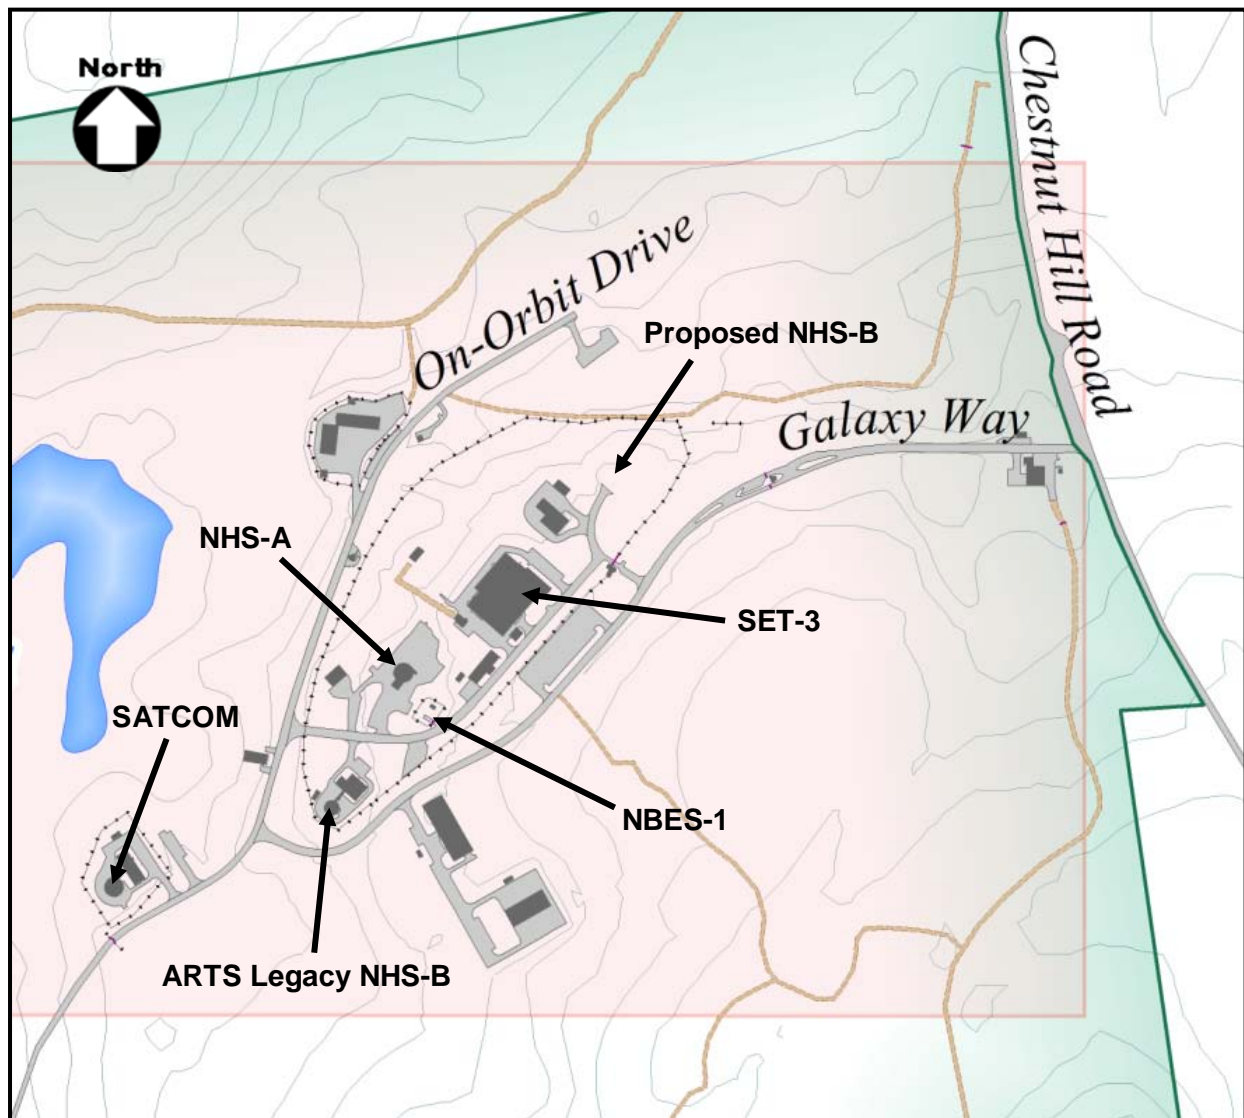 North
Chestnut Hill Road
On-Orbit Drive
Proposed NHS-B
Galaxy Way
NHS-A
SET-3
SATCOM
NBES-1
ARTS Legacy NHS-B